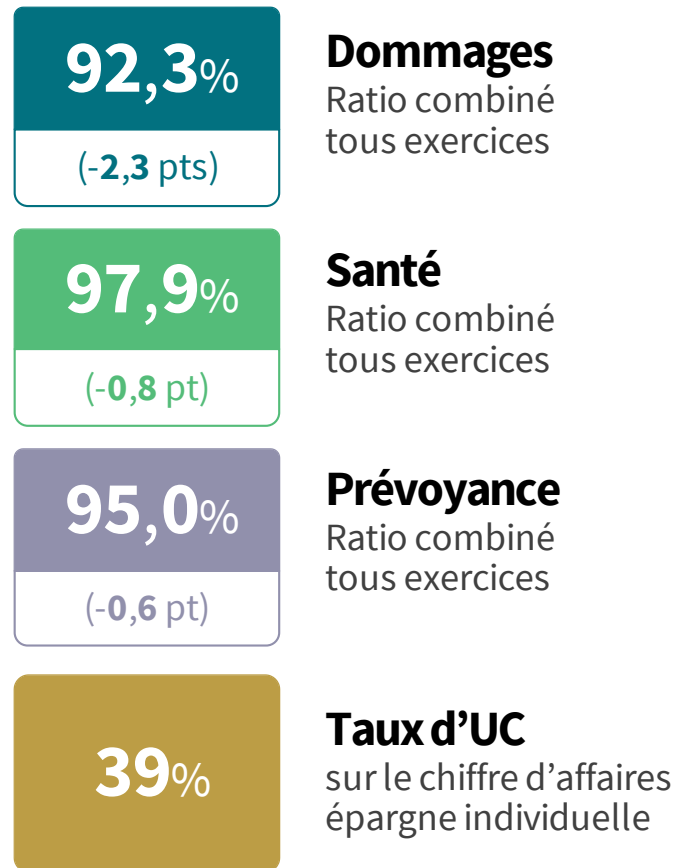 92,3%
(-2,3 pts)
Dommages
Ratio combiné
tous exercices
97,9%
(-0,8 pt)
Santé
Ratio combiné
tous exercices
95,0%
(-0,6 pt)
Prévoyance
Ratio combiné
tous exercices
39%
Taux d’UC
sur le chiffre d’affaires
épargne individuelle